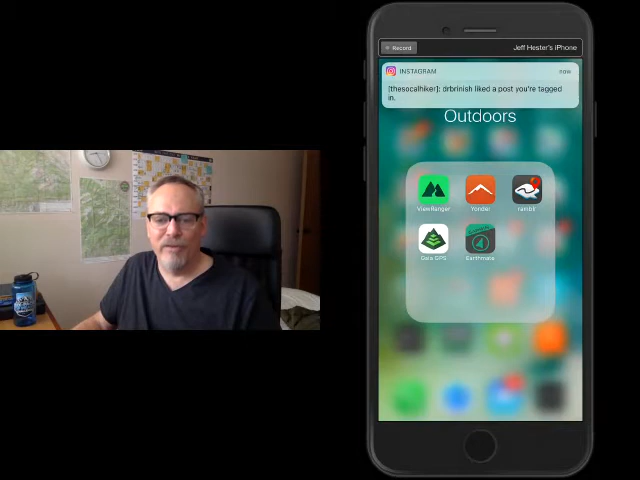 Record
Jeff Hester's iPhone
INSTAGRAM
now
[thesocalhiker]: drbrinish liked a post you're tagged
in.
Outdoors
ViewRanger
Yonder
ramblr
Gaia GPS
Earthmate